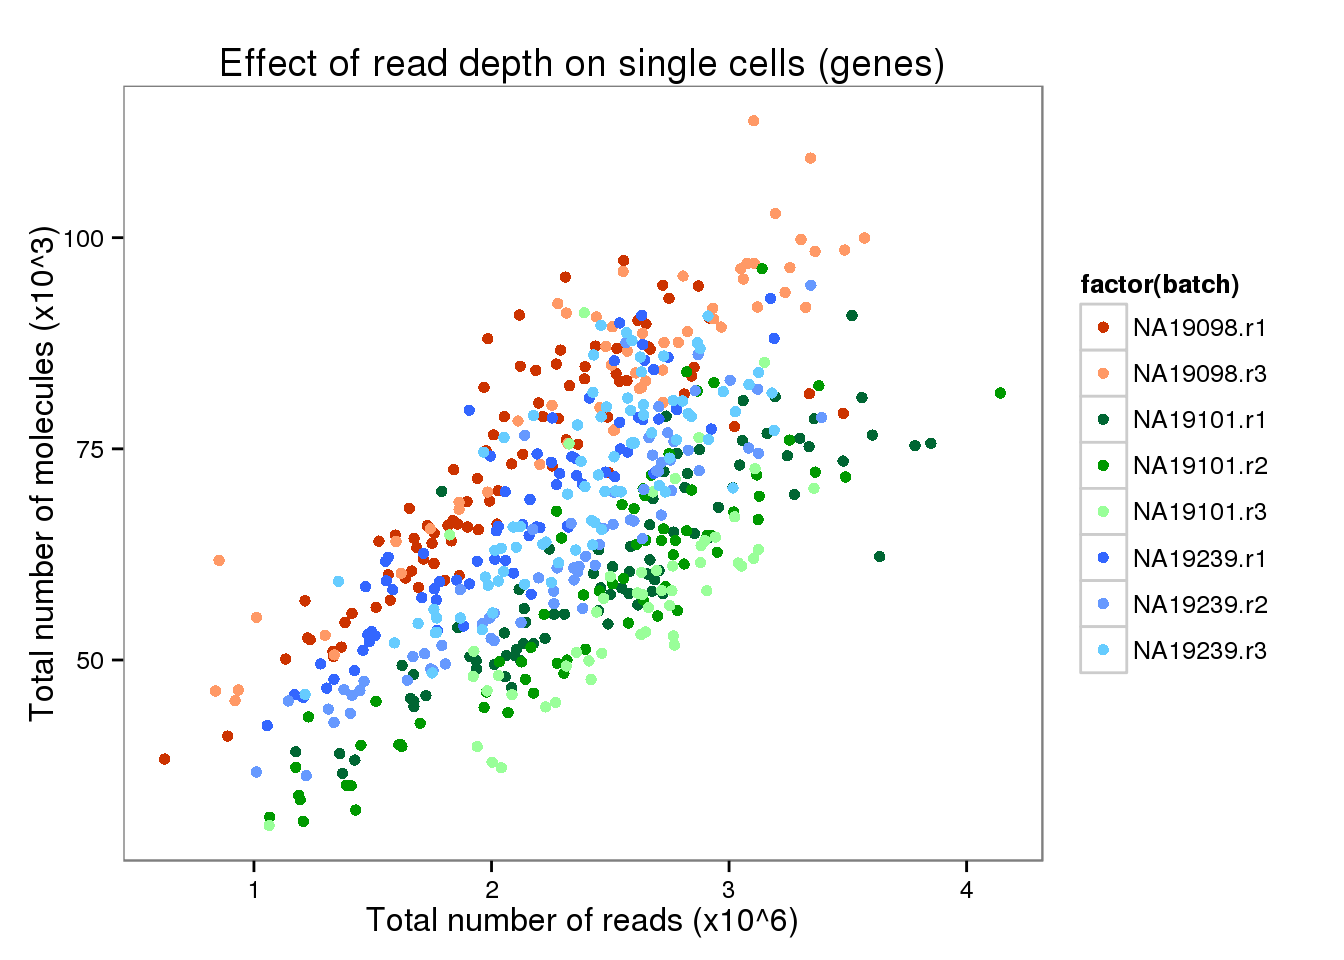 Effect of read depth on single cells (genes)
Total number of molecules (x10^3)
100
75
50
1 2 3 4
Total number of reads (x10^6)
factor(batch)
NA19098.r1
NA19098.r3
NA19101.r1
NA19101.r2
NA19101.r3
NA19239.r1
NA19239.r2
NA19239.r3